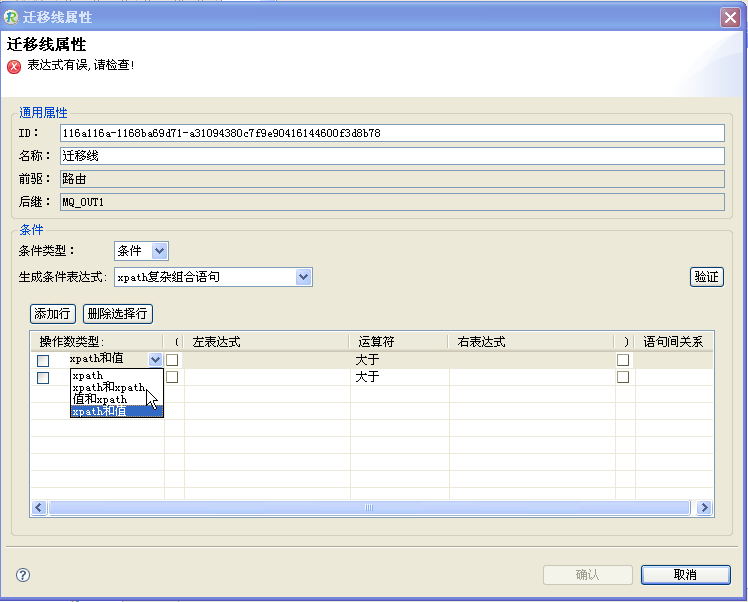 迁移线属性
迁移线属性
表达式有误,请检查!
通用属性
ID: 116a116a-1168ba69d71-a31094380c7f9e90416144600f3d8b78
名称: 迁移线
前驱: 路由
后继: MQ_OUT1
条件
条件类型: 条件
生成条件表达式: xpath复杂组合语句 验证
添加行 删除选择行
操作数类型: ( 左表达式 运算符 右表达式 ) 语句间关系
xpath和值 大于
大于
xpath
xpath和xpath
值和xpath
xpath和值
确认 取消